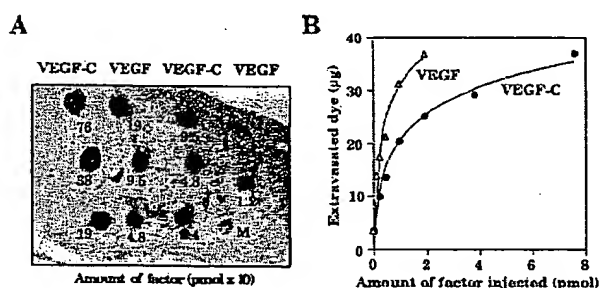 A
VEGF-C VEGF VEGF-C VEGF
76
38 9.5
19 4.8 M
Amount of factor (pmol x 10)
B
40
30
20
10
0
VEGF
VEGF-C
Extravasated dye (µg)
0 2 4 6 8
Amount of factor injected (pmol)